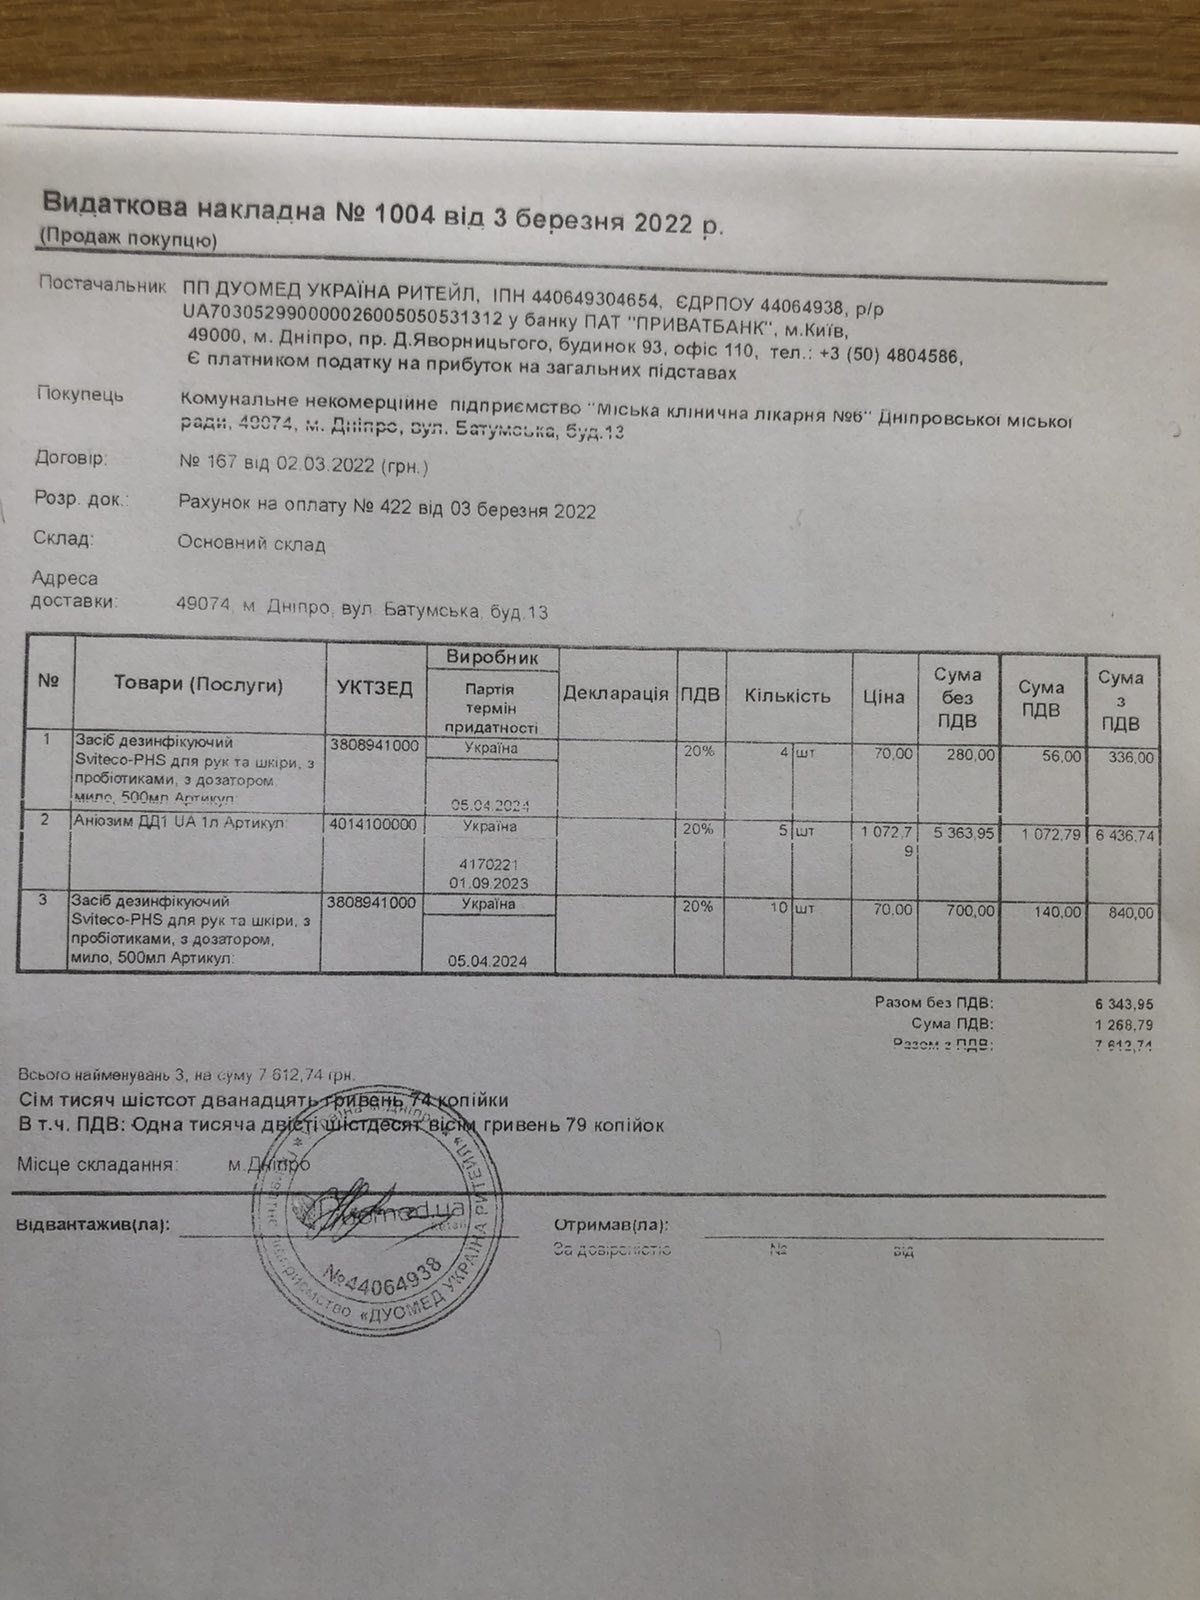 Видаткова накладна № 1004 від 3 березня 2022 р.
(Продаж покупцю)
Постачальник ПП ДУОМЕД УКРАЇНА РИТЕЙЛ, ІПН 440649304654, ЄДРПОУ 44064938, р/р
UA703052990000026005050531312 у банку ПАТ "ПРИВАТБАНК", м.Київ,
49000, м. Дніпро, пр. Д.Яворницького, будинок 93, офіс 110, тел.: +3 (50) 4804586,
Є платником податку на прибуток на загальних підставах
Покупець Комунальне некомерційне підприємство "Міська клінична лікарня №6" Дніпровської міської
ради, 49074, м. Дніпро, вул. Батумська, буд.13
Договір: № 167 від 02.03.2022 (грн.)
Розр. док.: Рахунок на оплату № 422 від 03 березня 2022
Склад: Основний склад
Адреса
доставки: 49074, м. Дніпро, вул. Батумська, буд.13
№ Товари (Послуги) УКТЗЕД Виробник Партія термін придатності Декларація ПДВ Кількість Ціна Сума без ПДВ Сума ПДВ Сума з ПДВ
1 Засіб дезинфікуючий 3808941000 Україна 20% 4 шт 70,00 280,00 56,00 336,00
Sviteco-PHS для рук та шкіри, з
пробіотиками, з дозатором,
мило, 500мл Артикул: 05.04.2024
2 Аніозим ДД1 UA 1л Артикул: 4014100000 Україна 20% 5 шт 1 072,79 5 363,95 1 072,79 6 436,74
4170221
01.09.2023
3 Засіб дезинфікуючий 3808941000 Україна 20% 10 шт 70,00 700,00 140,00 840,00
Sviteco-PHS для рук та шкіри, з
пробіотиками, з дозатором,
мило, 500мл Артикул: 05.04.2024
Разом без ПДВ: 6 343,95
Сума ПДВ: 1 268,79
Разом з ПДВ: 7 612,74
Всього найменувань 3, на суму 7 612,74 грн.
Сім тисяч шістсот дванадцять гривень 74 копійки
В т.ч. ПДВ: Одна тисяча двісті шістдесят вісім гривень 79 копійок
Місце складання: м.Дніпро
Відвантажив(ла): Отримав(ла):
За довіреністю № від
Duomed.ua
№44064938
«ДУОМЕД УКРАЇНА РИТЕЙЛ»